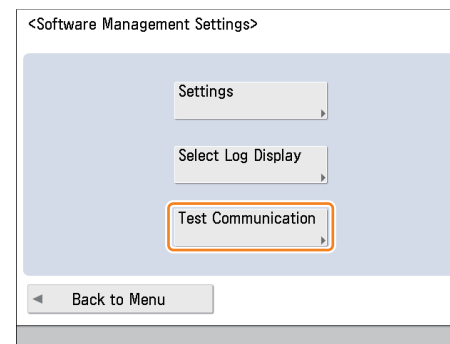 <Software Management Settings>
Settings
Select Log Display
Test Communication
Back to Menu